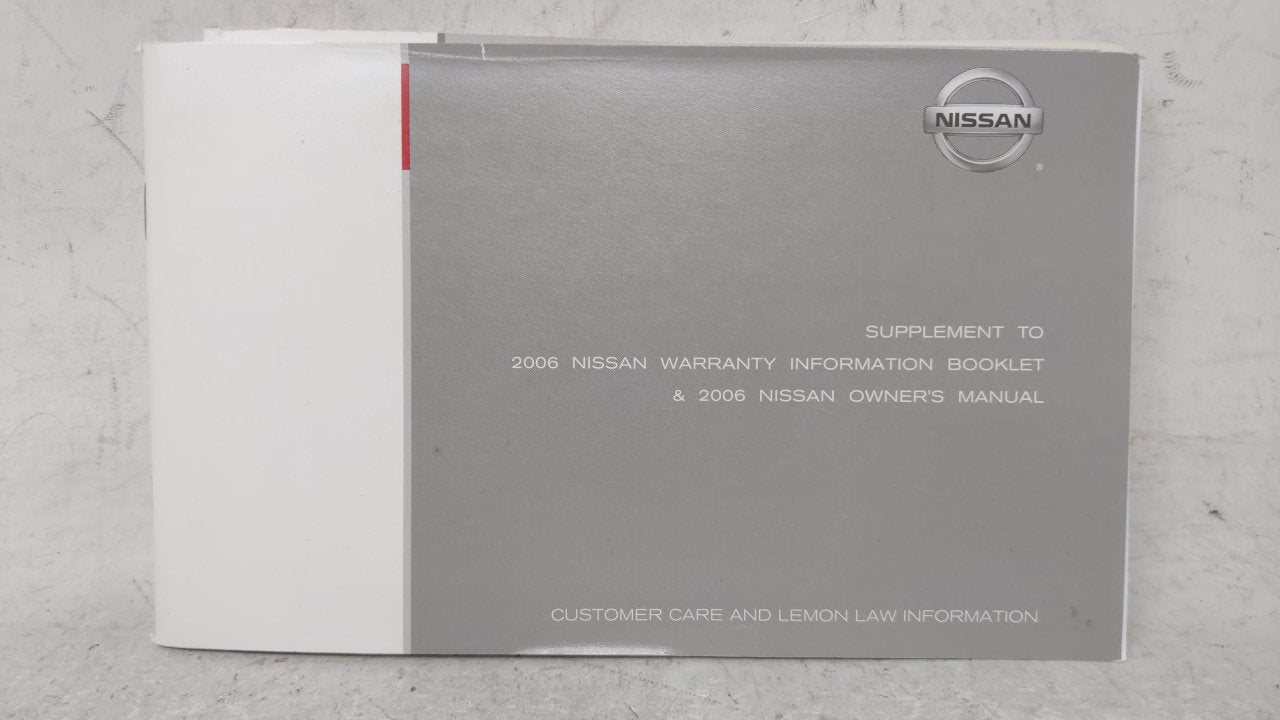 NISSAN
®
SUPPLEMENT TO
2006 NISSAN WARRANTY INFORMATION BOOKLET
& 2006 NISSAN OWNER'S MANUAL
CUSTOMER CARE AND LEMON LAW INFORMATION